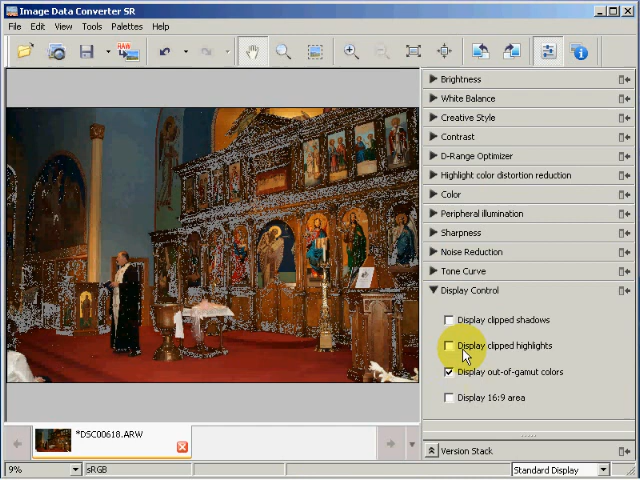 Image Data Converter SR
File Edit View Tools Palettes Help
RAW
Brightness
White Balance
Creative Style
Contrast
D-Range Optimizer
Highlight color distortion reduction
Color
Peripheral illumination
Sharpness
Noise Reduction
Tone Curve
Display Control
Display clipped shadows
Display clipped highlights
Display out-of-gamut colors
Display 16:9 area
*DSC00618.ARW
Version Stack
9% sRGB Standard Display